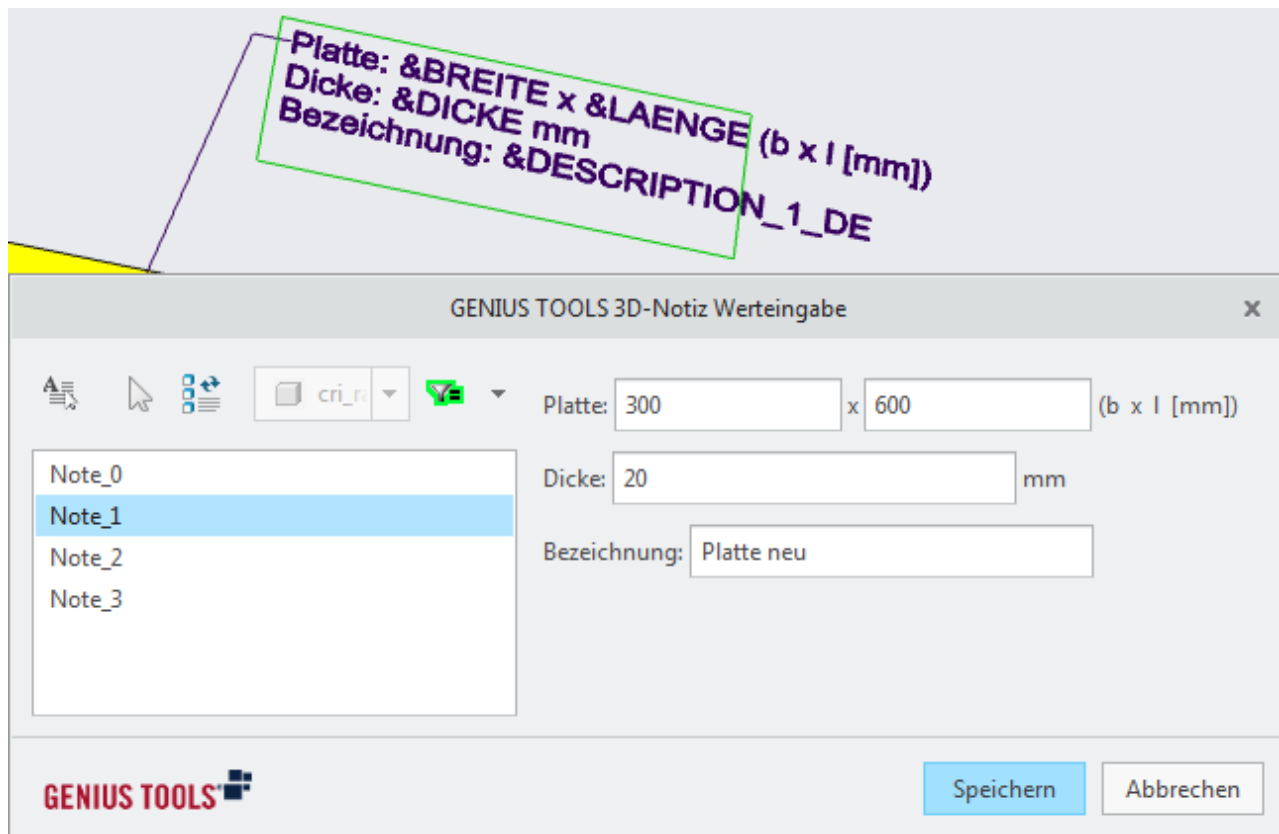 Platte: &BREITE x &LAENGE (b x l [mm])
Dicke: &DICKE mm
Bezeichnung: &DESCRIPTION_1_DE
GENIUS TOOLS 3D-Notiz Werteingabe
cri_ra
Platte: 300 x 600 (b x l [mm])
Note_0
Note_1
Note_2
Note_3
Dicke: 20 mm
Bezeichnung: Platte neu
GENIUS TOOLS
Speichern Abbrechen